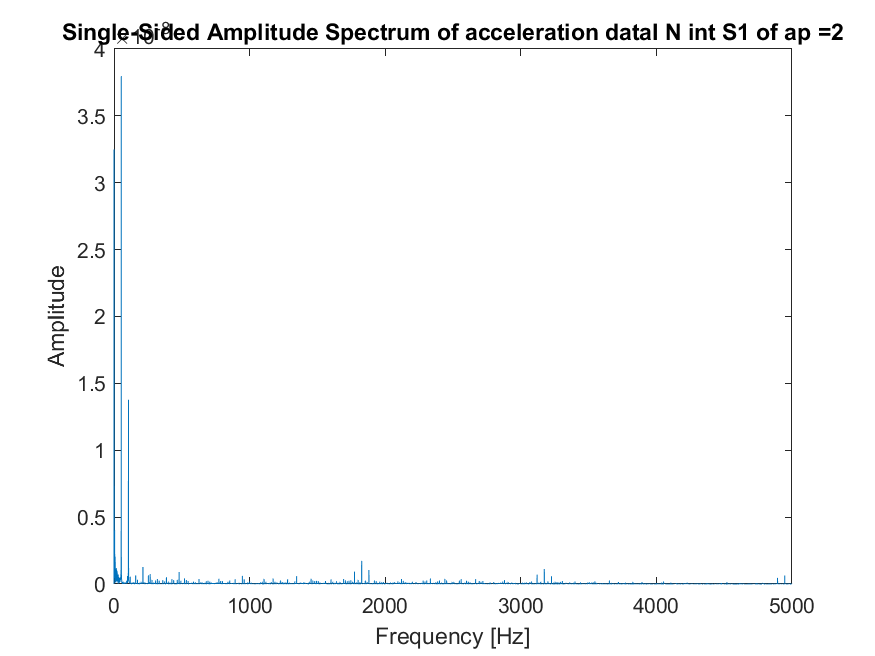 Single-Sided Amplitude Spectrum of acceleration datal N int S1 of ap =2
4
3.5
3
2.5
2
1.5
1
0.5
0
Amplitude
0 1000 2000 3000 4000 5000
Frequency [Hz]